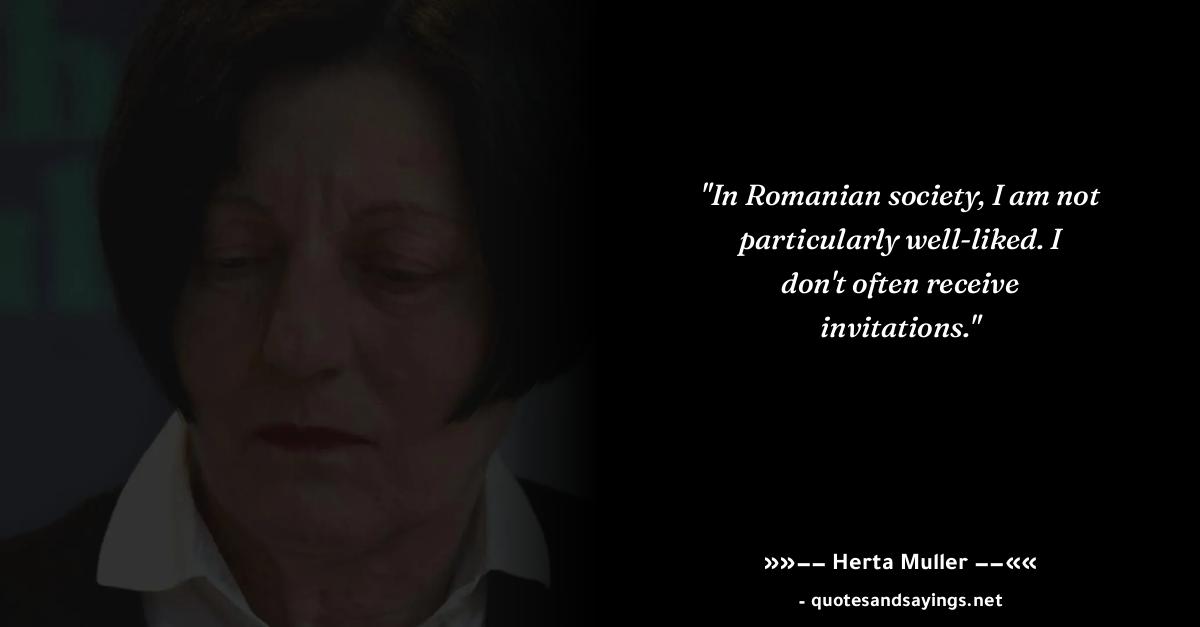 "In Romanian society, I am not
particularly well-liked. I
don't often receive
invitations."
»»−− Herta Muller −−««
- quotesandsayings.net